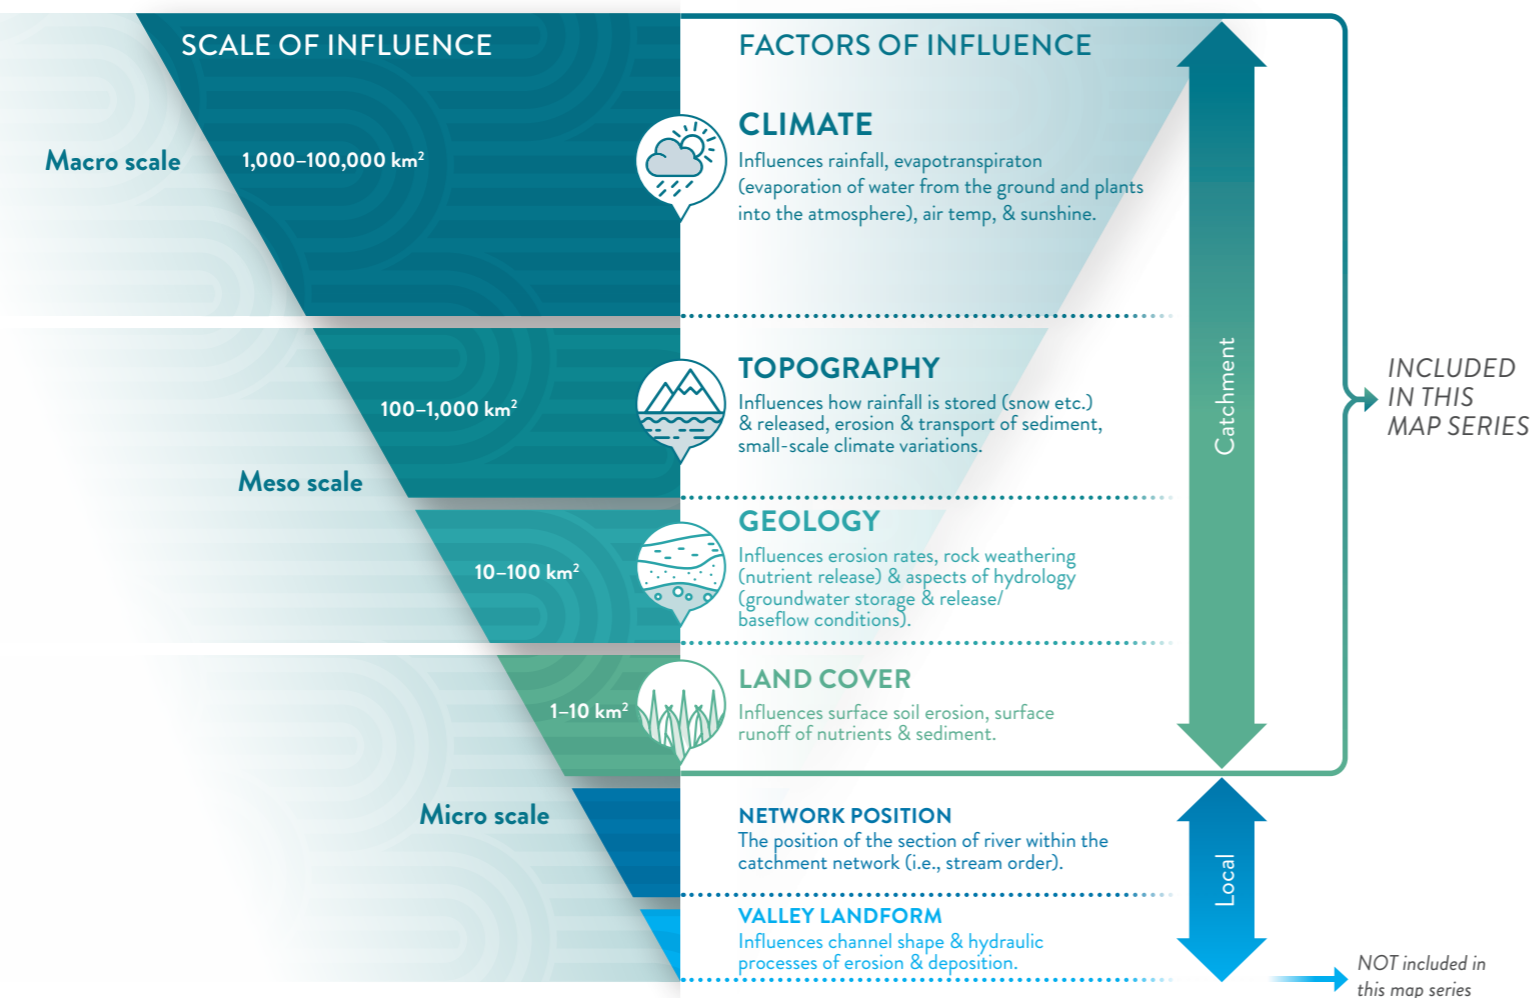 SCALE OF INFLUENCE
FACTORS OF INFLUENCE
Macro scale
1,000–100,000 km²
CLIMATE
Influences rainfall, evapotranspiraton
(evaporation of water from the ground and plants
into the atmosphere), air temp, & sunshine.
Meso scale
100–1,000 km²
TOPOGRAPHY
Influences how rainfall is stored (snow etc.)
& released, erosion & transport of sediment,
small-scale climate variations.
10–100 km²
GEOLOGY
Influences erosion rates, rock weathering
(nutrient release) & aspects of hydrology
(groundwater storage & release/
baseflow conditions).
Micro scale
1–10 km²
LAND COVER
Influences surface soil erosion, surface
runoff of nutrients & sediment.
NETWORK POSITION
The position of the section of river within the
catchment network (i.e., stream order).
VALLEY LANDFORM
Influences channel shape & hydraulic
processes of erosion & deposition.
Catchment
Local
INCLUDED
IN THIS
MAP SERIES
NOT included in
this map series